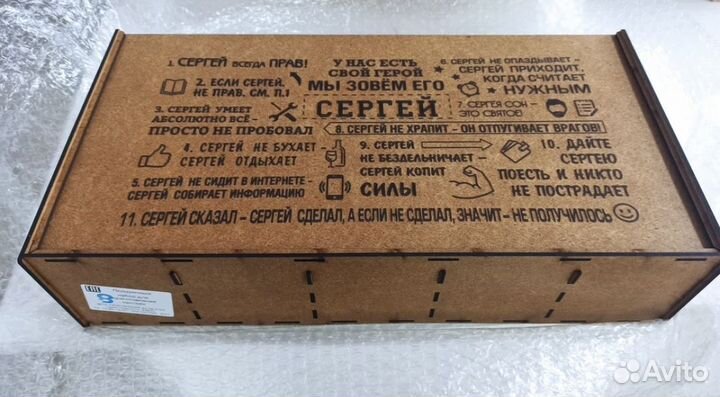 1. СЕРГЕЙ ВСЕГДА ПРАВ!
2. ЕСЛИ СЕРГЕЙ
НЕ ПРАВ, СМ. П.1
3. СЕРГЕЙ УМЕЕТ
АБСОЛЮТНО ВСЁ –
ПРОСТО НЕ ПРОБОВАЛ
4. СЕРГЕЙ НЕ БУХАЕТ –
СЕРГЕЙ ОТДЫХАЕТ
5. СЕРГЕЙ НЕ СИДИТ В ИНТЕРНЕТЕ –
СЕРГЕЙ СОБИРАЕТ ИНФОРМАЦИЮ
У НАС ЕСТЬ
СВОЙ ГЕРОЙ
МЫ ЗОВЁМ ЕГО
СЕРГЕЙ
6. СЕРГЕЙ НЕ ОПАЗДЫВАЕТ –
СЕРГЕЙ ПРИХОДИТ,
КОГДА СЧИТАЕТ
НУЖНЫМ
7. СЕРГЕЯ СОН –
ЭТО СВЯТОЕ!
8. СЕРГЕЙ НЕ ХРАПИТ – ОН ОТПУГИВАЕТ ВРАГОВ!
9. СЕРГЕЙ
НЕ БЕЗДЕЛЬНИЧАЕТ –
СЕРГЕЙ КОПИТ
СИЛЫ
10. ДАЙТЕ
СЕРГЕЮ
ПОЕСТЬ И НИКТО
НЕ ПОСТРАДАЕТ
11. СЕРГЕЙ СКАЗАЛ – СЕРГЕЙ СДЕЛАЛ, А ЕСЛИ НЕ СДЕЛАЛ, ЗНАЧИТ – НЕ ПОЛУЧИЛОСЬ
EAC
Avito